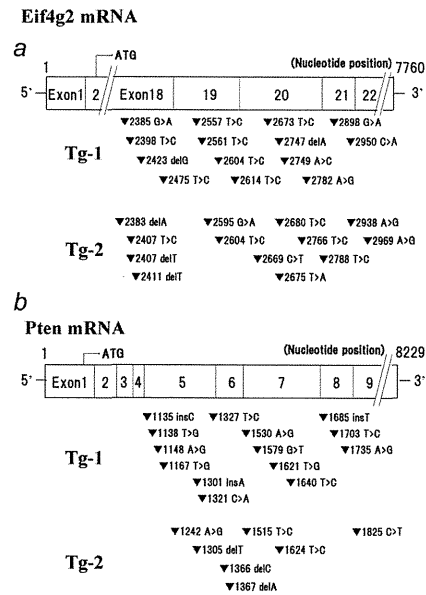 Eif4g2 mRNA
a
1 ATG (Nucleotide position) 7760
5' Exon1 2 Exon18 19 20 21 22 3'
▼2385 G>A ▼2557 T>C ▼2673 T>C ▼2898 G>A
▼2398 T>C ▼2561 T>C ▼2747 delA ▼2950 C>A
Tg-1 ▼2423 delG ▼2604 T>C ▼2749 A>C
▼2475 T>C ▼2614 T>C ▼2782 A>G
▼2383 delA ▼2595 G>A ▼2680 T>C ▼2938 A>G
▼2407 T>C ▼2604 T>C ▼2766 T>C ▼2969 A>G
Tg-2 ▼2407 delT ▼2669 C>T ▼2788 T>C
▼2411 delT ▼2675 T>A
b
Pten mRNA
1 ATG (Nucleotide position) 8229
5' Exon1 2 3 4 5 6 7 8 9 3'
▼1135 insC ▼1327 T>C ▼1685 insT
▼1138 T>G ▼1530 A>G ▼1703 T>C
Tg-1 ▼1148 A>G ▼1579 G>T ▼1735 A>G
▼1167 T>G ▼1621 T>G
▼1301 insA ▼1640 T>C
▼1321 C>A
▼1242 A>G ▼1515 T>C ▼1825 C>T
Tg-2 ▼1305 delT ▼1624 T>C
▼1366 delC
▼1367 delA